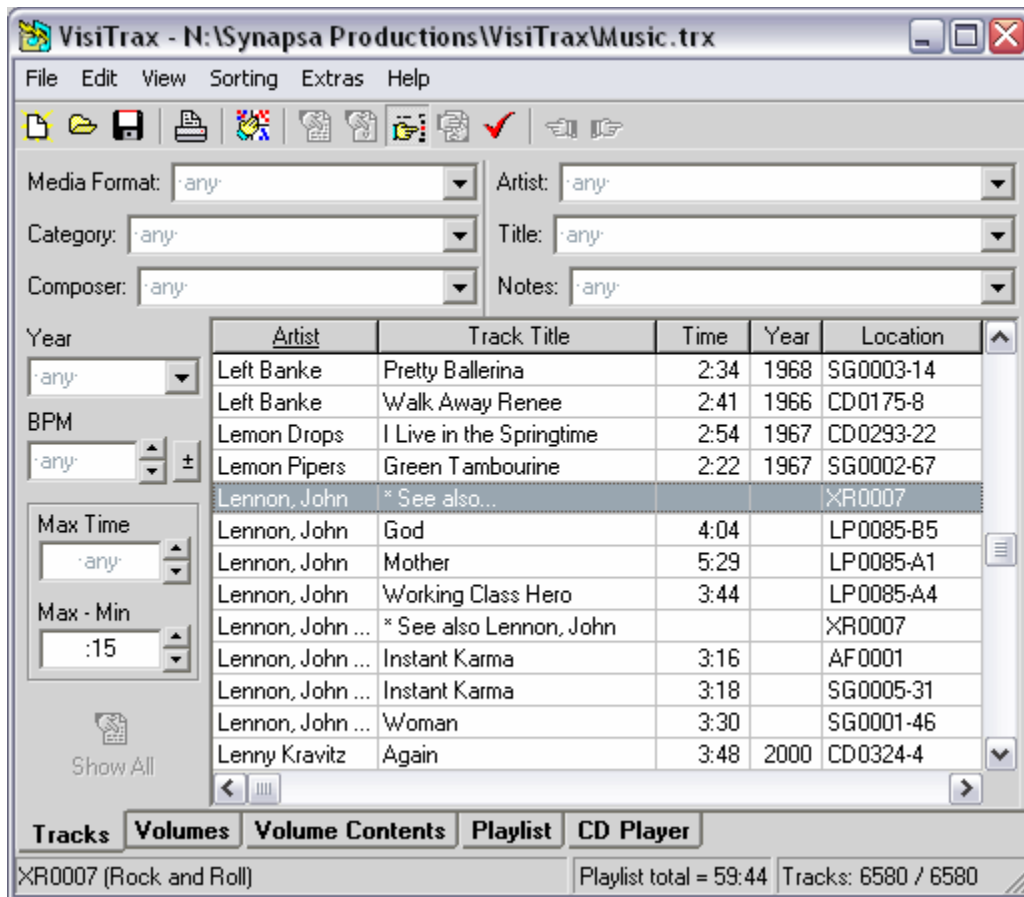 VisiTrax - N:\Synapsa Productions\VisiTrax\Music.trx
File Edit View Sorting Extras Help
Media Format: ·any· Artist: ·any·
Category: ·any· Title: ·any·
Composer: ·any· Notes: ·any·
Year
·any·
BPM
·any· ±
Max Time
·any·
Max - Min
:15
Show All
Artist Track Title Time Year Location
Left Banke Pretty Ballerina 2:34 1968 SG0003-14
Left Banke Walk Away Renee 2:41 1966 CD0175-8
Lemon Drops I Live in the Springtime 2:54 1967 CD0293-22
Lemon Pipers Green Tambourine 2:22 1967 SG0002-67
Lennon, John * See also... XR0007
Lennon, John God 4:04 LP0085-B5
Lennon, John Mother 5:29 LP0085-A1
Lennon, John Working Class Hero 3:44 LP0085-A4
Lennon, John ... * See also Lennon, John XR0007
Lennon, John ... Instant Karma 3:16 AF0001
Lennon, John ... Instant Karma 3:18 SG0005-31
Lennon, John ... Woman 3:30 SG0001-46
Lenny Kravitz Again 3:48 2000 CD0324-4
Tracks Volumes Volume Contents Playlist CD Player
XR0007 (Rock and Roll) Playlist total = 59:44 Tracks: 6580 / 6580